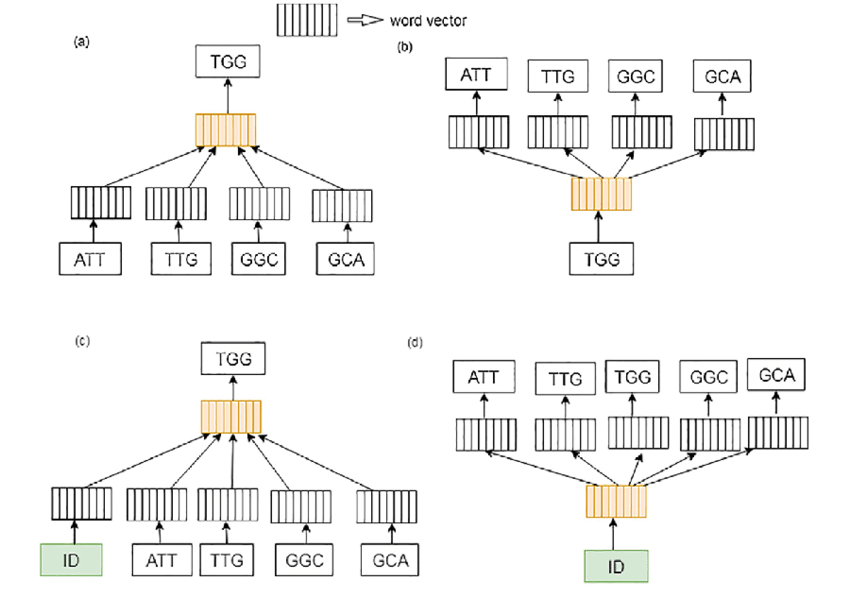 word vector
(a)
TGG
ATT TTG GGC GCA
(b)
ATT TTG GGC GCA
TGG
(c)
TGG
ID ATT TTG GGC GCA
(d)
ATT TTG TGG GGC GCA
ID